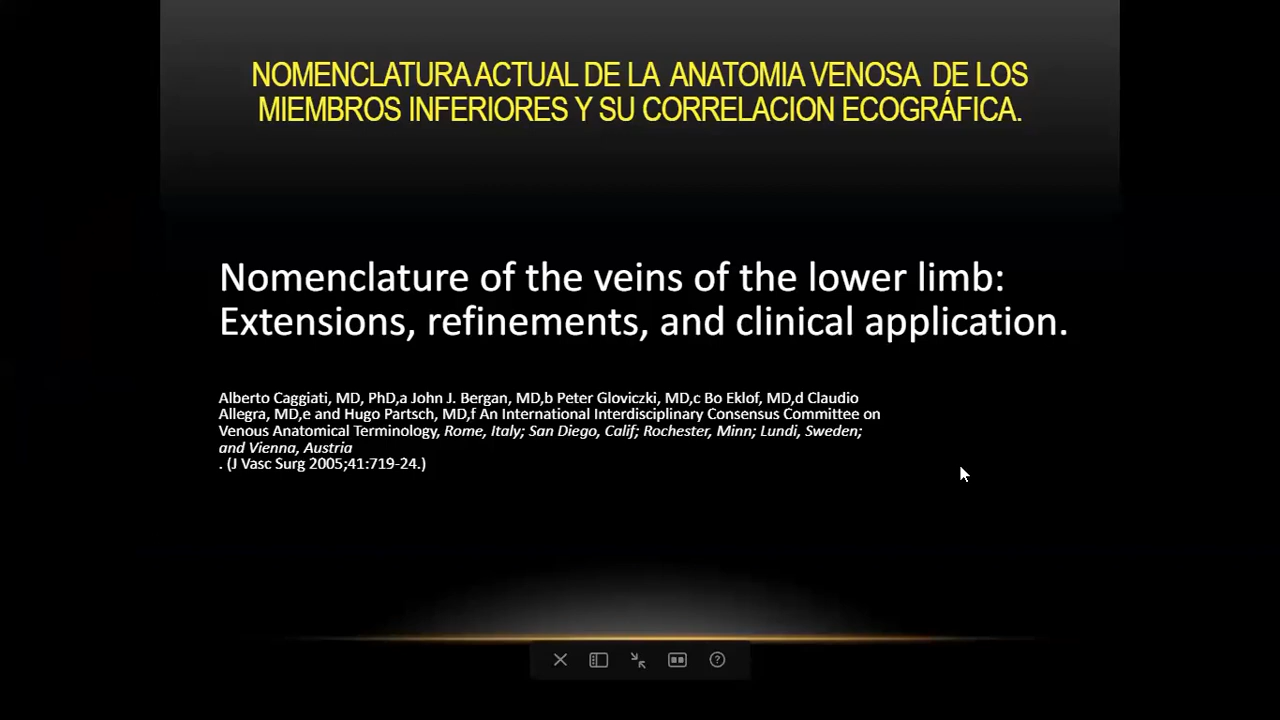 NOMENCLATURA ACTUAL DE LA ANATOMIA VENOSA DE LOS
MIEMBROS INFERIORES Y SU CORRELACION ECOGRÁFICA.
Nomenclature of the veins of the lower limb:
Extensions, refinements, and clinical application.
Alberto Caggiati, MD, PhD,a John J. Bergan, MD,b Peter Gloviczki, MD,c Bo Eklof, MD,d Claudio
Allegra, MD,e and Hugo Partsch, MD,f An International Interdisciplinary Consensus Committee on
Venous Anatomical Terminology, Rome, Italy; San Diego, Calif; Rochester, Minn; Lundi, Sweden;
and Vienna, Austria
. (J Vasc Surg 2005;41:719-24.)